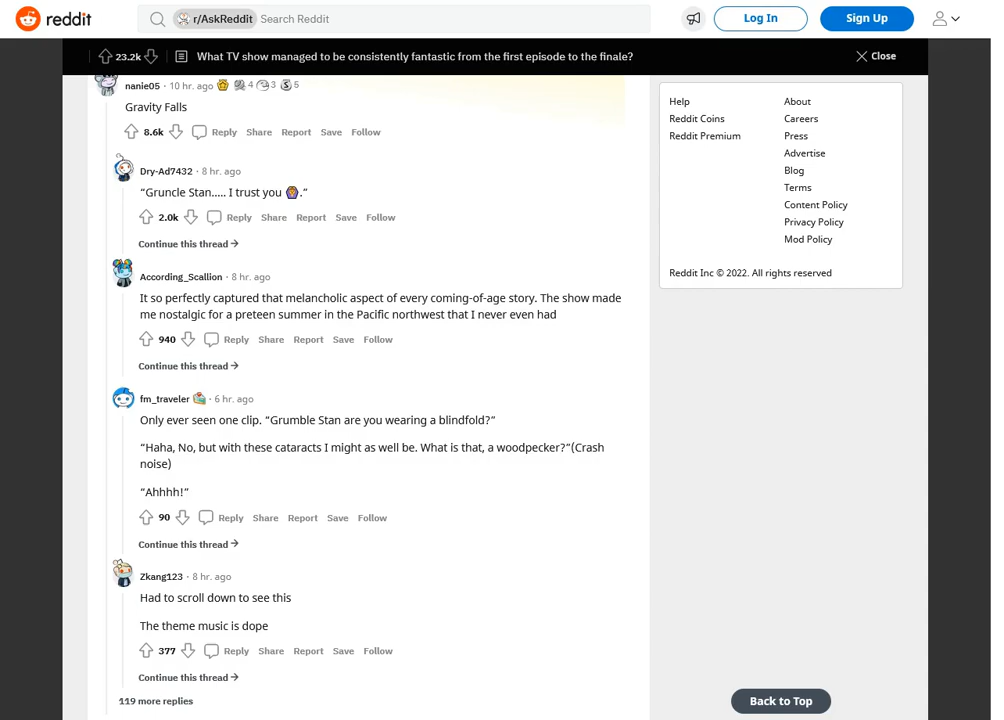 reddit
r/AskReddit Search Reddit
Log In
Sign Up
23.2k
What TV show managed to be consistently fantastic from the first episode to the finale?
Close
nanie05 · 10 hr. ago 4 3 5
Gravity Falls
8.6k Reply Share Report Save Follow
Dry-Ad7432 · 8 hr. ago
“Gruncle Stan..... I trust you .”
2.0k Reply Share Report Save Follow
Continue this thread →
According_Scallion · 8 hr. ago
It so perfectly captured that melancholic aspect of every coming-of-age story. The show made
me nostalgic for a preteen summer in the Pacific northwest that I never even had
940 Reply Share Report Save Follow
Continue this thread →
fm_traveler · 6 hr. ago
Only ever seen one clip. “Grumble Stan are you wearing a blindfold?”
“Haha, No, but with these cataracts I might as well be. What is that, a woodpecker?”(Crash
noise)
“Ahhhh!”
90 Reply Share Report Save Follow
Continue this thread →
Zkang123 · 8 hr. ago
Had to scroll down to see this
The theme music is dope
377 Reply Share Report Save Follow
Continue this thread →
119 more replies
Help
Reddit Coins
Reddit Premium
About
Careers
Press
Advertise
Blog
Terms
Content Policy
Privacy Policy
Mod Policy
Reddit Inc © 2022. All rights reserved
Back to Top